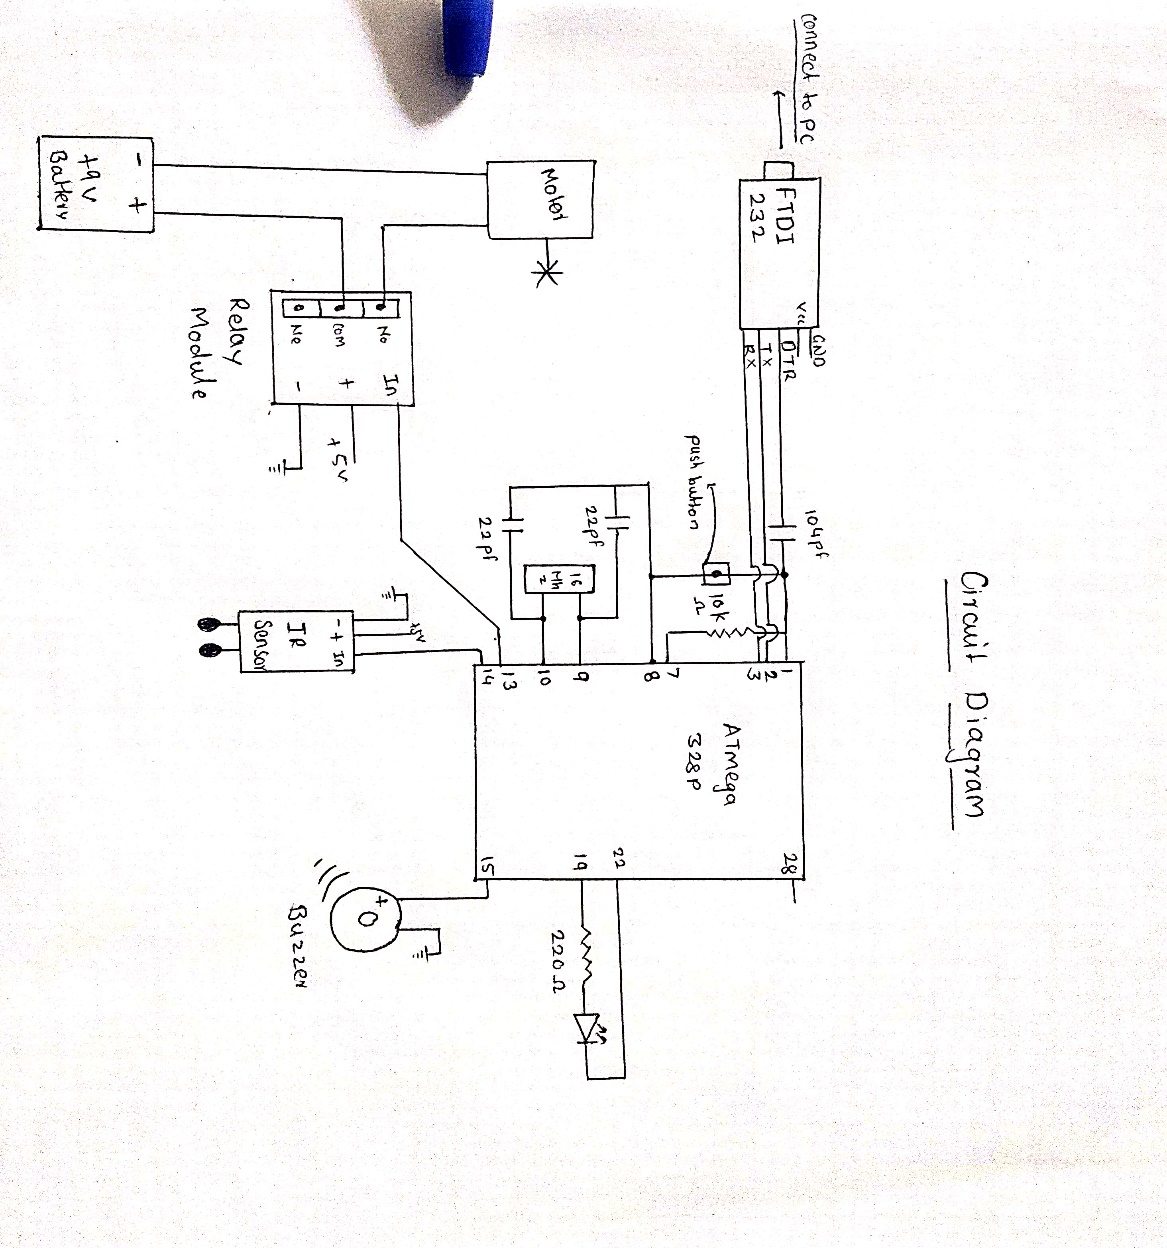 Circuit Diagram
connect to PC
FTDI
232
Vcc
GND
DTR
TX
RX
104pf
push button
10k
Ω
22pf
22pf
16
Mh
z
Motor
- +
+9V
Battery
No
COM
Nc
In
+
-
Relay
Module
+5V
+5V
- + In
IR
Sensor
1
2
3
7
8
9
10
13
14
ATmega
328P
28
22
19
15
220Ω
+
Buzzer